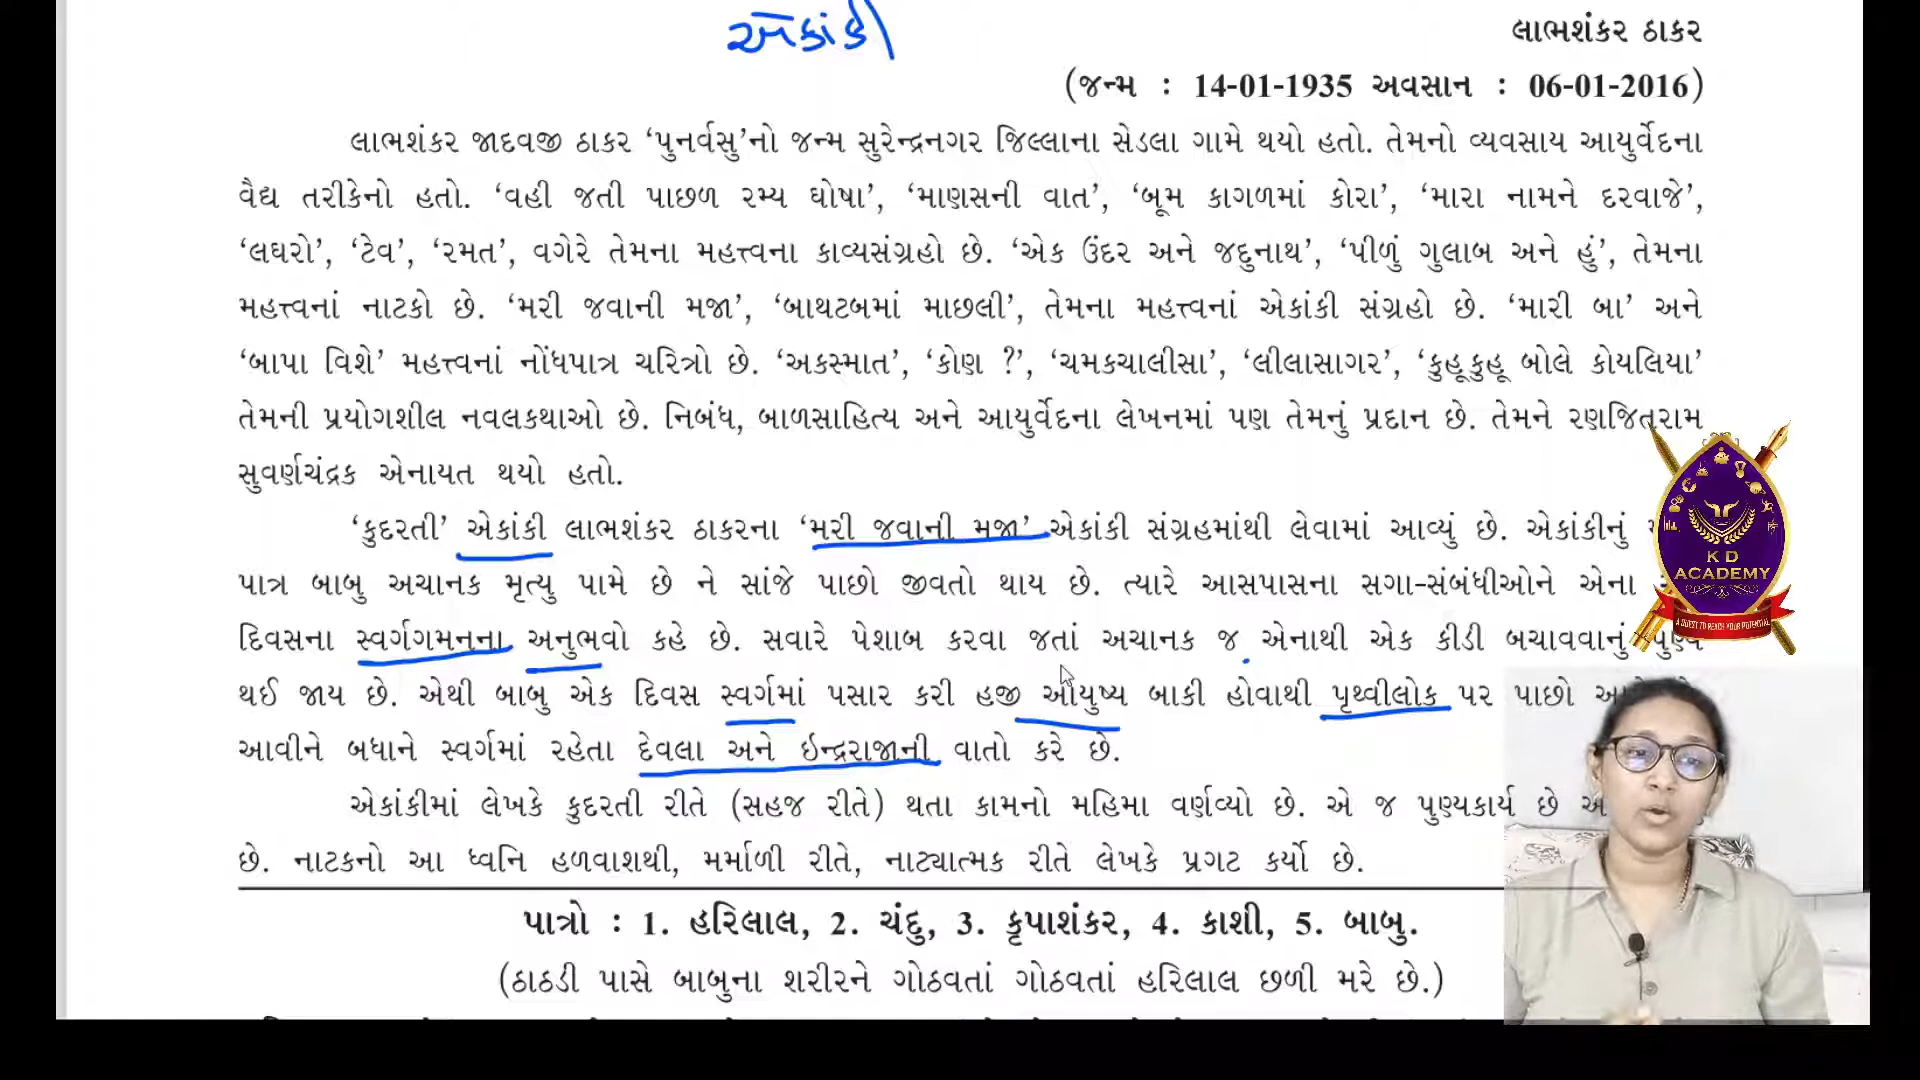 એકાંકી
લાભશંકર ઠાકર
(જન્મ : 14-01-1935 અવસાન : 06-01-2016)
લાભશંકર જાદવજી ઠાકર ‘પુનર્વસુ’નો જન્મ સુરેન્દ્રનગર જિલ્લાના સેડલા ગામે થયો હતો. તેમનો વ્યવસાય આયુર્વેદના
વૈદ્ય તરીકેનો હતો. ‘વહી જતી પાછળ રમ્ય ઘોષા’, ‘માણસની વાત’, ‘બૂમ કાગળમાં કોરા’, ‘મારા નામને દરવાજે’,
‘લઘરો’, ‘ટેવ’, ‘રમત’, વગેરે તેમના મહત્ત્વના કાવ્યસંગ્રહો છે. ‘એક ઉંદર અને જદુનાથ’, ‘પીળું ગુલાબ અને હું’, તેમના
મહત્ત્વનાં નાટકો છે. ‘મરી જવાની મજા’, ‘બાથટબમાં માછલી’, તેમના મહત્ત્વનાં એકાંકી સંગ્રહો છે. ‘મારી બા’ અને
‘બાપા વિશે’ મહત્ત્વનાં નોંધપાત્ર ચરિત્રો છે. ‘અકસ્માત’, ‘કોણ ?’, ‘ચમકચાલીસા’, ‘લીલાસાગર’, ‘કુહૂકુહૂ બોલે કોયલિયા’
તેમની પ્રયોગશીલ નવલકથાઓ છે. નિબંધ, બાળસાહિત્ય અને આયુર્વેદના લેખનમાં પણ તેમનું પ્રદાન છે. તેમને રણજિતરામ
સુવર્ણચંદ્રક એનાયત થયો હતો.
‘કુદરતી’ એકાંકી લાભશંકર ઠાકરના ‘મરી જવાની મજા’ એકાંકી સંગ્રહમાંથી લેવામાં આવ્યું છે. એકાંકીનું
પાત્ર બાબુ અચાનક મૃત્યુ પામે છે ને સાંજે પાછો જીવતો થાય છે. ત્યારે આસપાસના સગા-સંબંધીઓને એના
દિવસના સ્વર્ગગમનના અનુભવો કહે છે. સવારે પેશાબ કરવા જતાં અચાનક જ એનાથી એક કીડી બચાવવાનું પુણ્ય
થઈ જાય છે. એથી બાબુ એક દિવસ સ્વર્ગમાં પસાર કરી હજી આયુષ્ય બાકી હોવાથી પૃથ્વીલોક પર પાછો
આવીને બધાને સ્વર્ગમાં રહેતા દેવલા અને ઇન્દ્રરાજાની વાતો કરે છે.
એકાંકીમાં લેખકે કુદરતી રીતે (સહજ રીતે) થતા કામનો મહિમા વર્ણવ્યો છે. એ જ પુણ્યકાર્ય છે
છે. નાટકનો આ ધ્વનિ હળવાશથી, મર્માળી રીતે, નાટ્યાત્મક રીતે લેખકે પ્રગટ કર્યો છે.
પાત્રો : 1. હરિલાલ, 2. ચંદુ, 3. કૃપાશંકર, 4. કાશી, 5. બાબુ.
(ઠાઠડી પાસે બાબુના શરીરને ગોઠવતાં ગોઠવતાં હરિલાલ છળી મરે છે.)
K D
ACADEMY
A QUEST TO REACH YOUR POTENTIAL